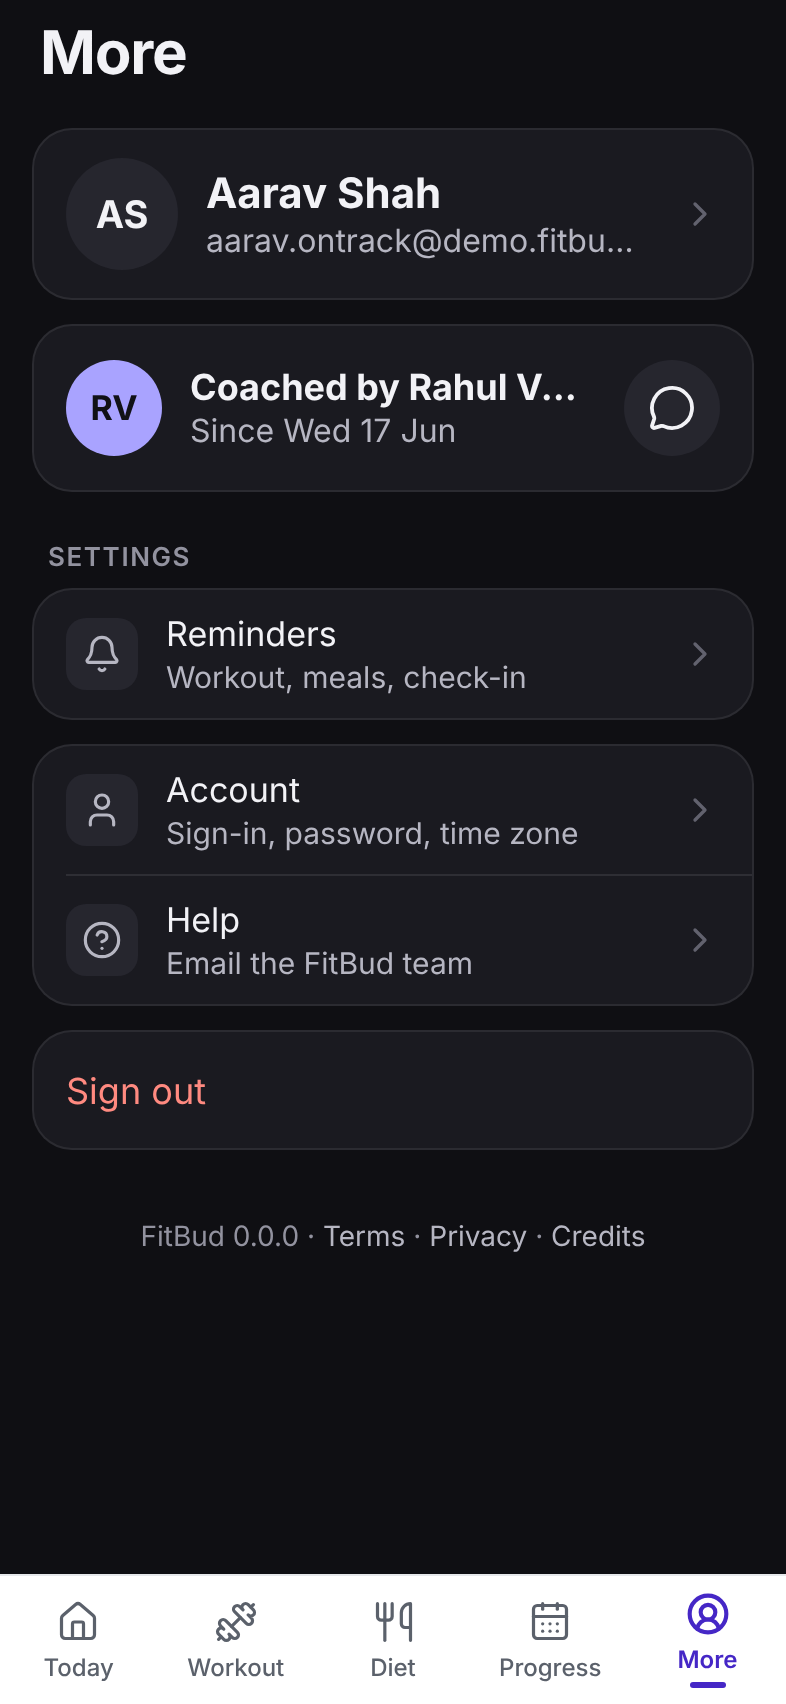 More
AS
Aarav Shah
aarav.ontrack@demo.fitbu...
RV
Coached by Rahul V...
Since Wed 17 Jun
SETTINGS
Reminders
Workout, meals, check-in
Account
Sign-in, password, time zone
Help
Email the FitBud team
Sign out
FitBud 0.0.0 · Terms · Privacy · Credits
Today Workout Diet Progress More